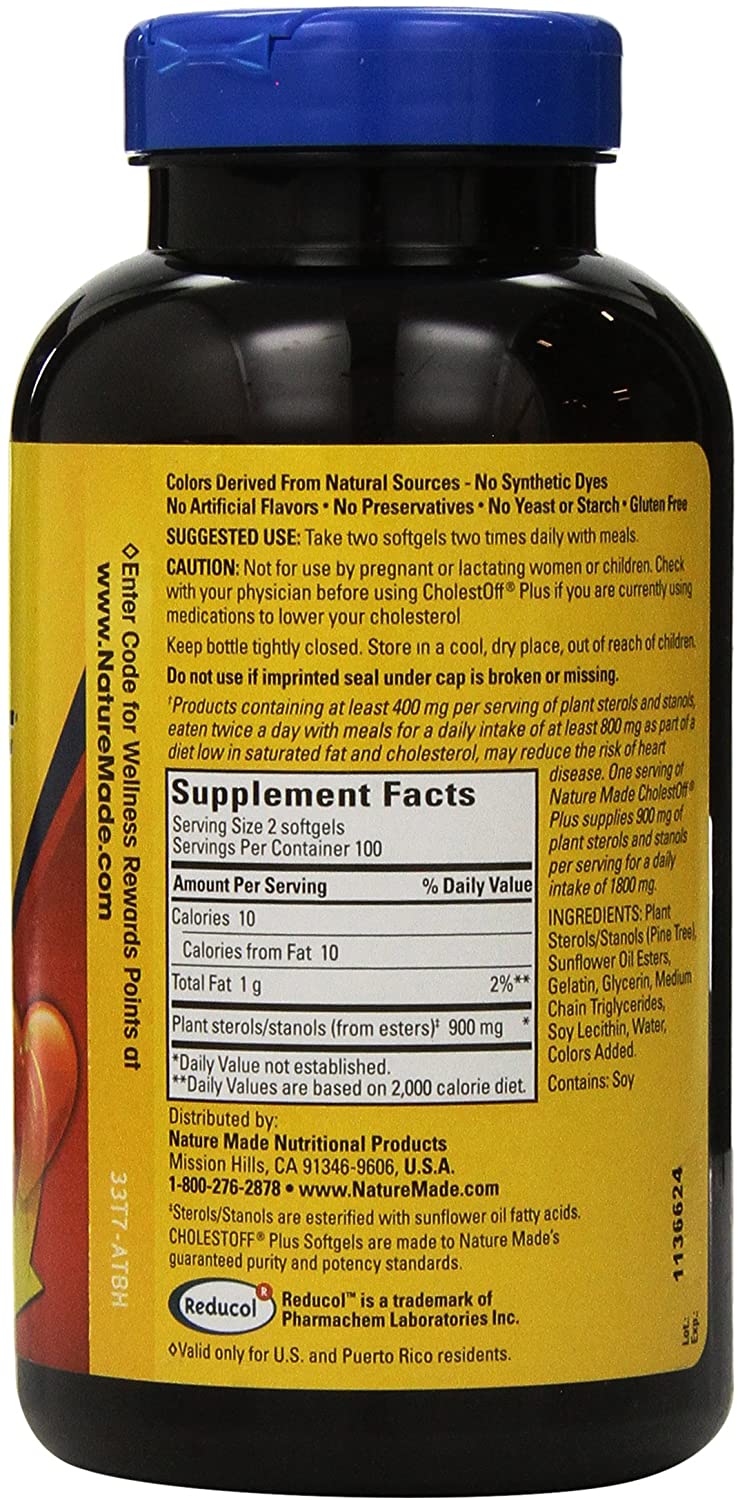 Colors Derived From Natural Sources - No Synthetic Dyes
No Artificial Flavors • No Preservatives • No Yeast or Starch • Gluten Free
SUGGESTED USE: Take two softgels two times daily with meals.
CAUTION: Not for use by pregnant or lactating women or children. Check
with your physician before using CholestOff® Plus if you are currently using
medications to lower your cholesterol
Keep bottle tightly closed. Store in a cool, dry place, out of reach of children.
Do not use if imprinted seal under cap is broken or missing.
†Products containing at least 400 mg per serving of plant sterols and stanols,
eaten twice a day with meals for a daily intake of at least 800 mg as part of a
diet low in saturated fat and cholesterol, may reduce the risk of heart
disease. One serving of
Nature Made CholestOff®
Plus supplies 900 mg of
plant sterols and stanols
per serving for a daily
intake of 1800 mg.
Supplement Facts
Serving Size 2 softgels
Servings Per Container 100
Amount Per Serving % Daily Value
Calories 10
Calories from Fat 10
Total Fat 1 g 2%**
Plant sterols/stanols (from esters)‡ 900 mg *
*Daily Value not established.
**Daily Values are based on 2,000 calorie diet.
INGREDIENTS: Plant
Sterols/Stanols (Pine Tree),
Sunflower Oil Esters,
Gelatin, Glycerin, Medium
Chain Triglycerides,
Soy Lecithin, Water,
Colors Added.
Contains: Soy
Distributed by:
Nature Made Nutritional Products
Mission Hills, CA 91346-9606, U.S.A.
1-800-276-2878 • www.NatureMade.com
‡Sterols/Stanols are esterified with sunflower oil fatty acids.
CHOLESTOFF® Plus Softgels are made to Nature Made's
guaranteed purity and potency standards.
Reducol®
Reducol™ is a trademark of
Pharmachem Laboratories Inc.
◊Valid only for U.S. and Puerto Rico residents.
◊Enter Code for Wellness Rewards Points at
www.NatureMade.com
33T7-ATBH
1136624
Lot:
Exp.: